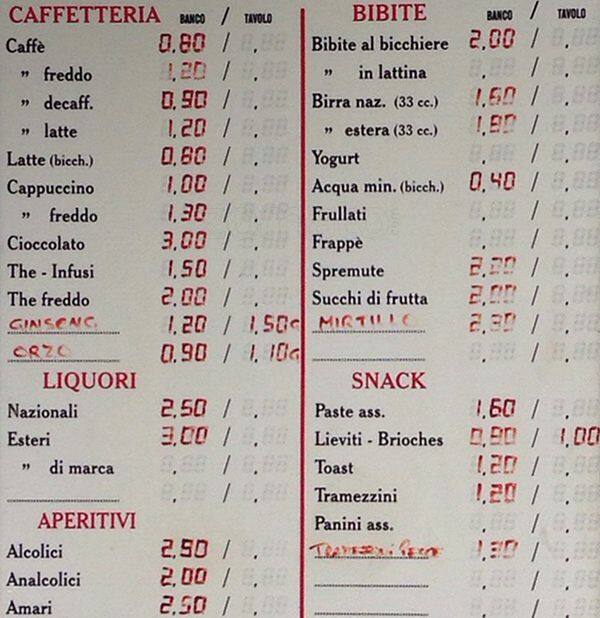 CAFFETTERIA BANCO / TAVOLO
Caffè 0,80 /
" freddo 1,20 /
" decaff. 0,90 /
" latte 1,20 /
Latte (bicch.) 0,80 /
Cappuccino 1,00 /
" freddo 1,30 /
Cioccolato 3,00 /
The - Infusi 1,50 /
The freddo 2,00 /
GINSENG 1,20 / 1,50G
ORZO 0,90 / 1,10G
LIQUORI
Nazionali 2,50 /
Esteri 3,00 /
" di marca /
/
APERITIVI
Alcolici 2,50 /
Analcolici 2,00 /
Amari 2,50 /
BIBITE BANCO / TAVOLO
Bibite al bicchiere 2,00 /
" in lattina /
Birra naz. (33 cc.) 1,60 /
" estera (33 cc.) 1,80 /
Yogurt /
Acqua min. (bicch.) 0,40 /
Frullati /
Frappè /
Spremute 2,20 /
Succhi di frutta 2,00 /
MIRTILLO 2,30 /
/
SNACK
Paste ass. 1,60 /
Lieviti - Brioches 0,90 / 1,00
Toast 1,20 /
Tramezzini 1,20 /
Panini ass. /
1,30 /
/
/